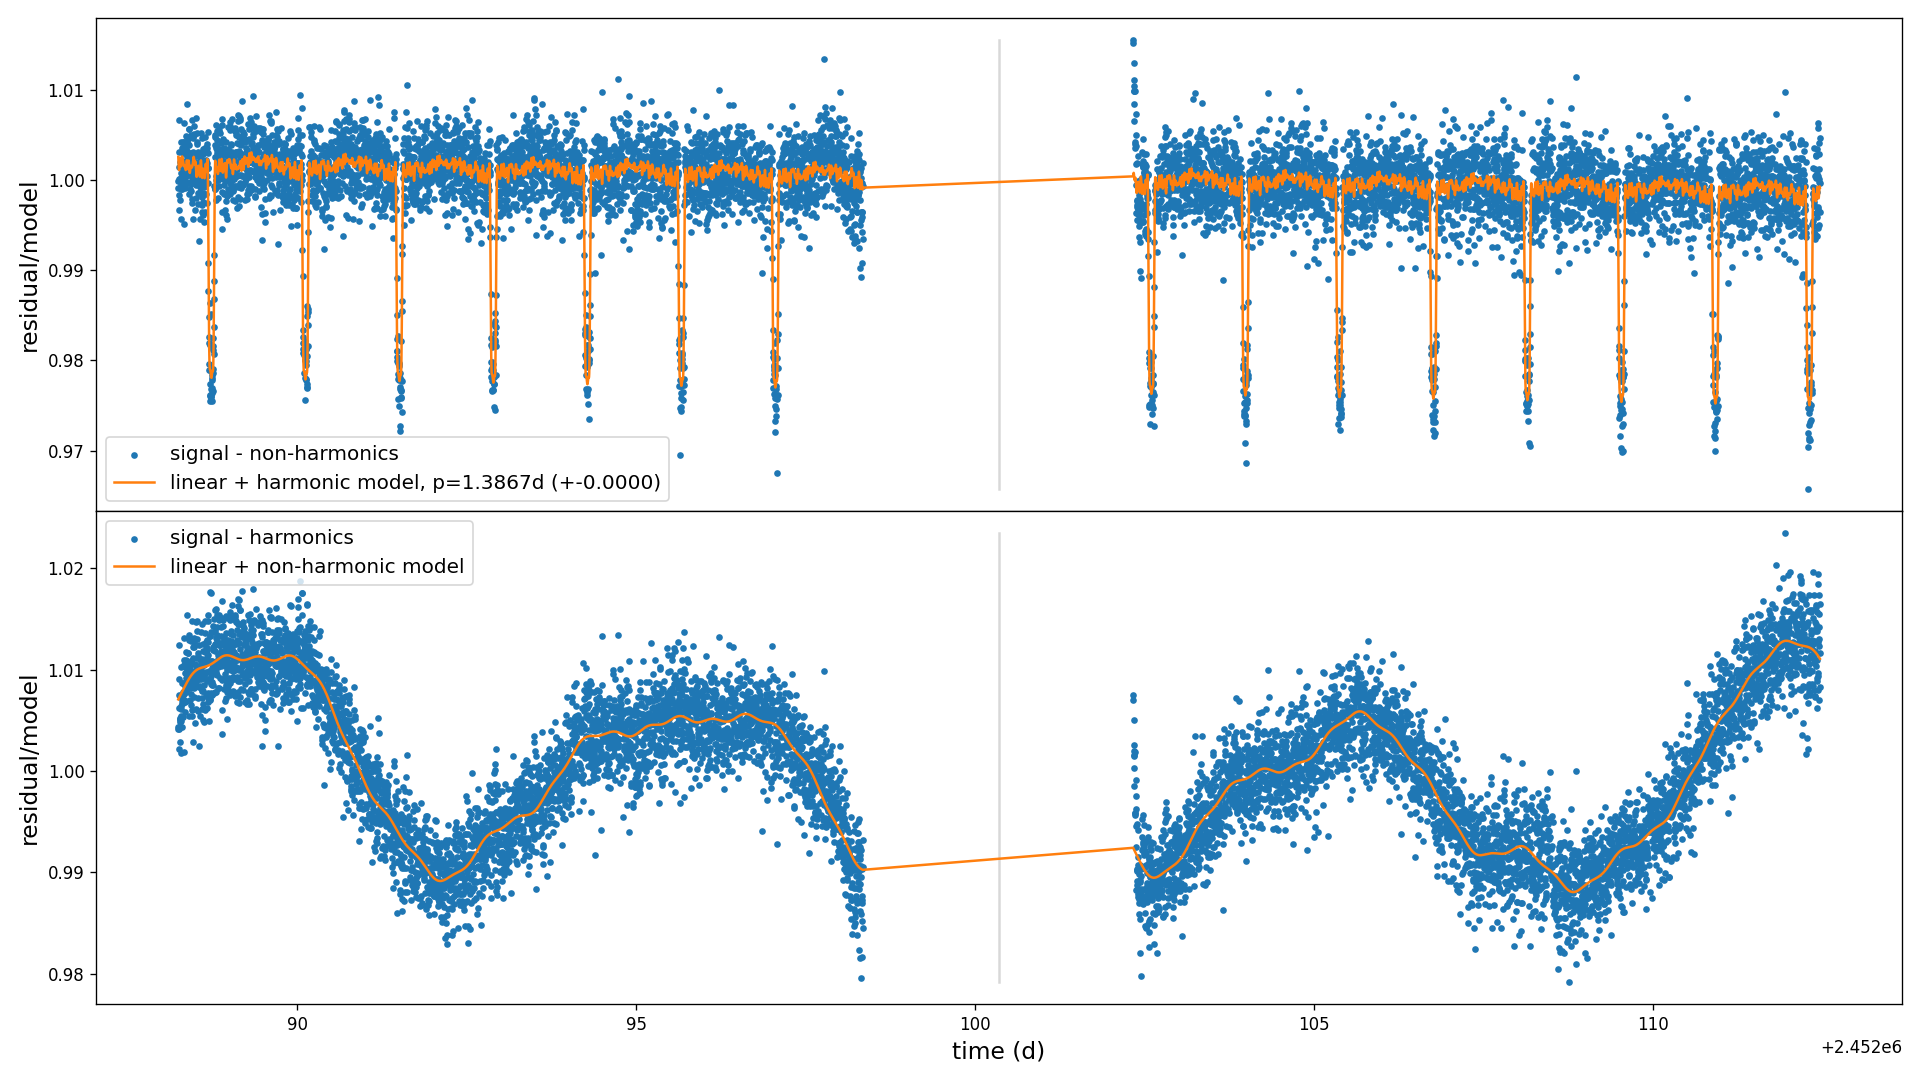 residual/model
1.01
1.00
0.99
0.98
0.97
signal - non-harmonics
linear + harmonic model, p=1.3867d (+-0.0000)
residual/model
1.02
1.01
1.00
0.99
0.98
signal - harmonics
linear + non-harmonic model
90
95
100
105
110
time (d)
+2.452e6